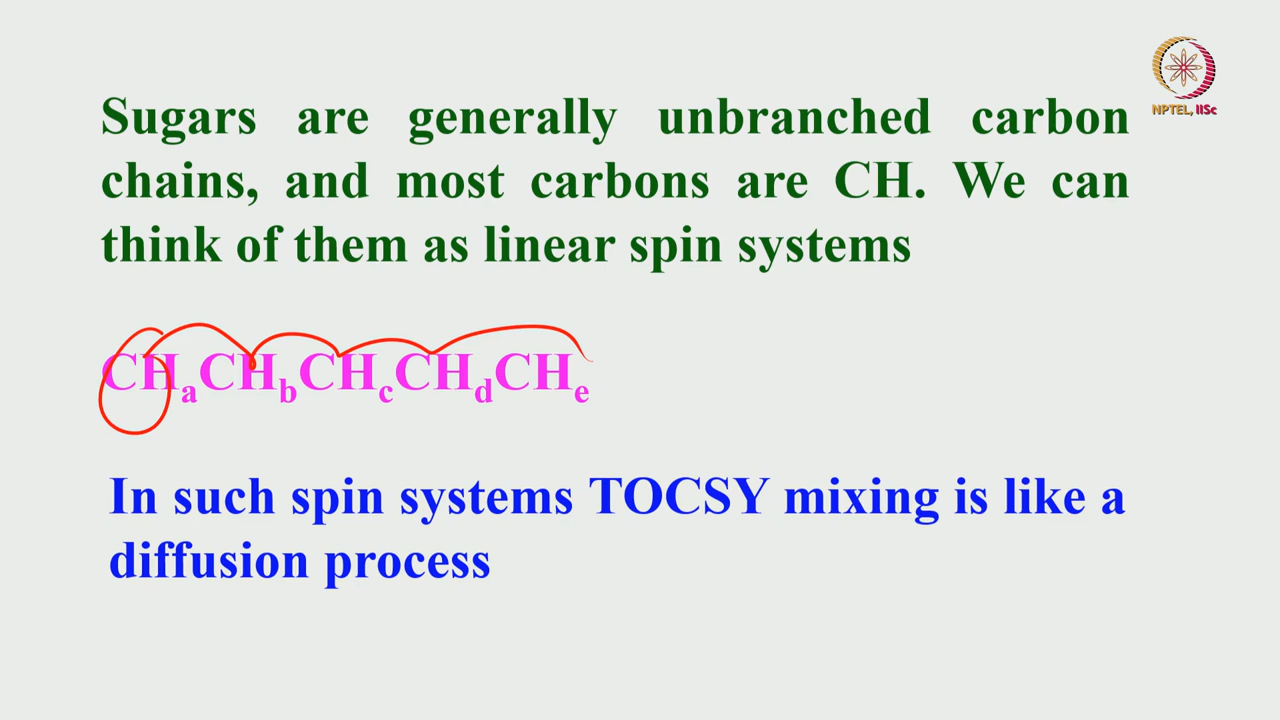 Sugars are generally unbranched carbon
chains, and most carbons are CH. We can
think of them as linear spin systems
CHaCHbCHcCHdCHe
In such spin systems TOCSY mixing is like a
diffusion process
NPTEL, IISc